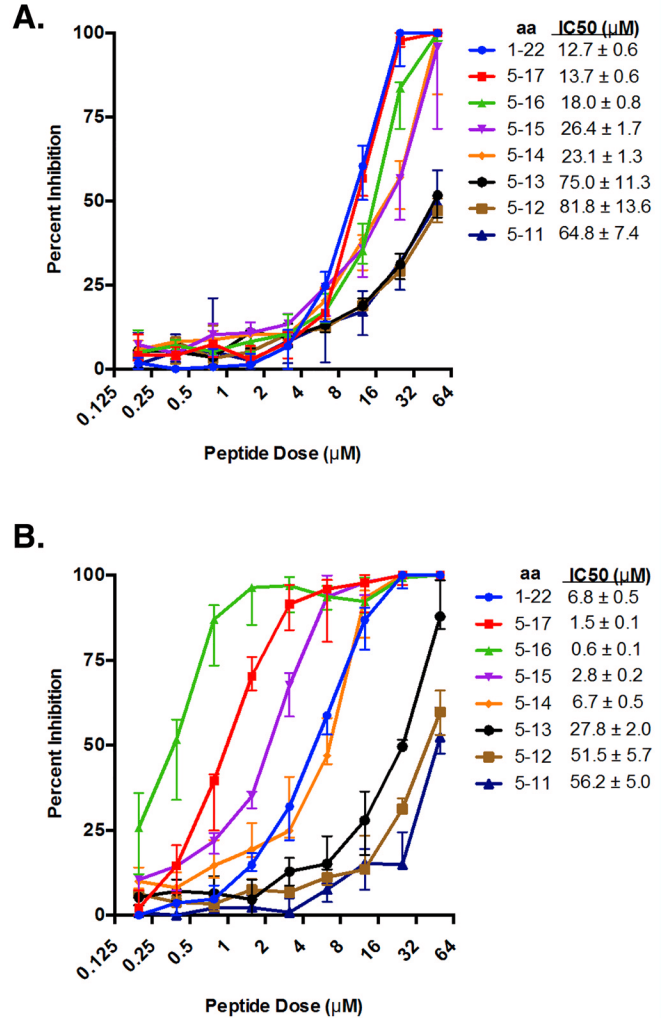 A.
aa IC50 (µM)
1-22 12.7 ± 0.6
5-17 13.7 ± 0.6
5-16 18.0 ± 0.8
5-15 26.4 ± 1.7
5-14 23.1 ± 1.3
5-13 75.0 ± 11.3
5-12 81.8 ± 13.6
5-11 64.8 ± 7.4
Percent Inhibition
100
75
50
25
0
0.125 0.25 0.5 1 2 4 8 16 32 64
Peptide Dose (µM)
B.
aa IC50 (µM)
1-22 6.8 ± 0.5
5-17 1.5 ± 0.1
5-16 0.6 ± 0.1
5-15 2.8 ± 0.2
5-14 6.7 ± 0.5
5-13 27.8 ± 2.0
5-12 51.5 ± 5.7
5-11 56.2 ± 5.0
Percent Inhibition
100
75
50
25
0
0.125 0.25 0.5 1 2 4 8 16 32 64
Peptide Dose (µM)